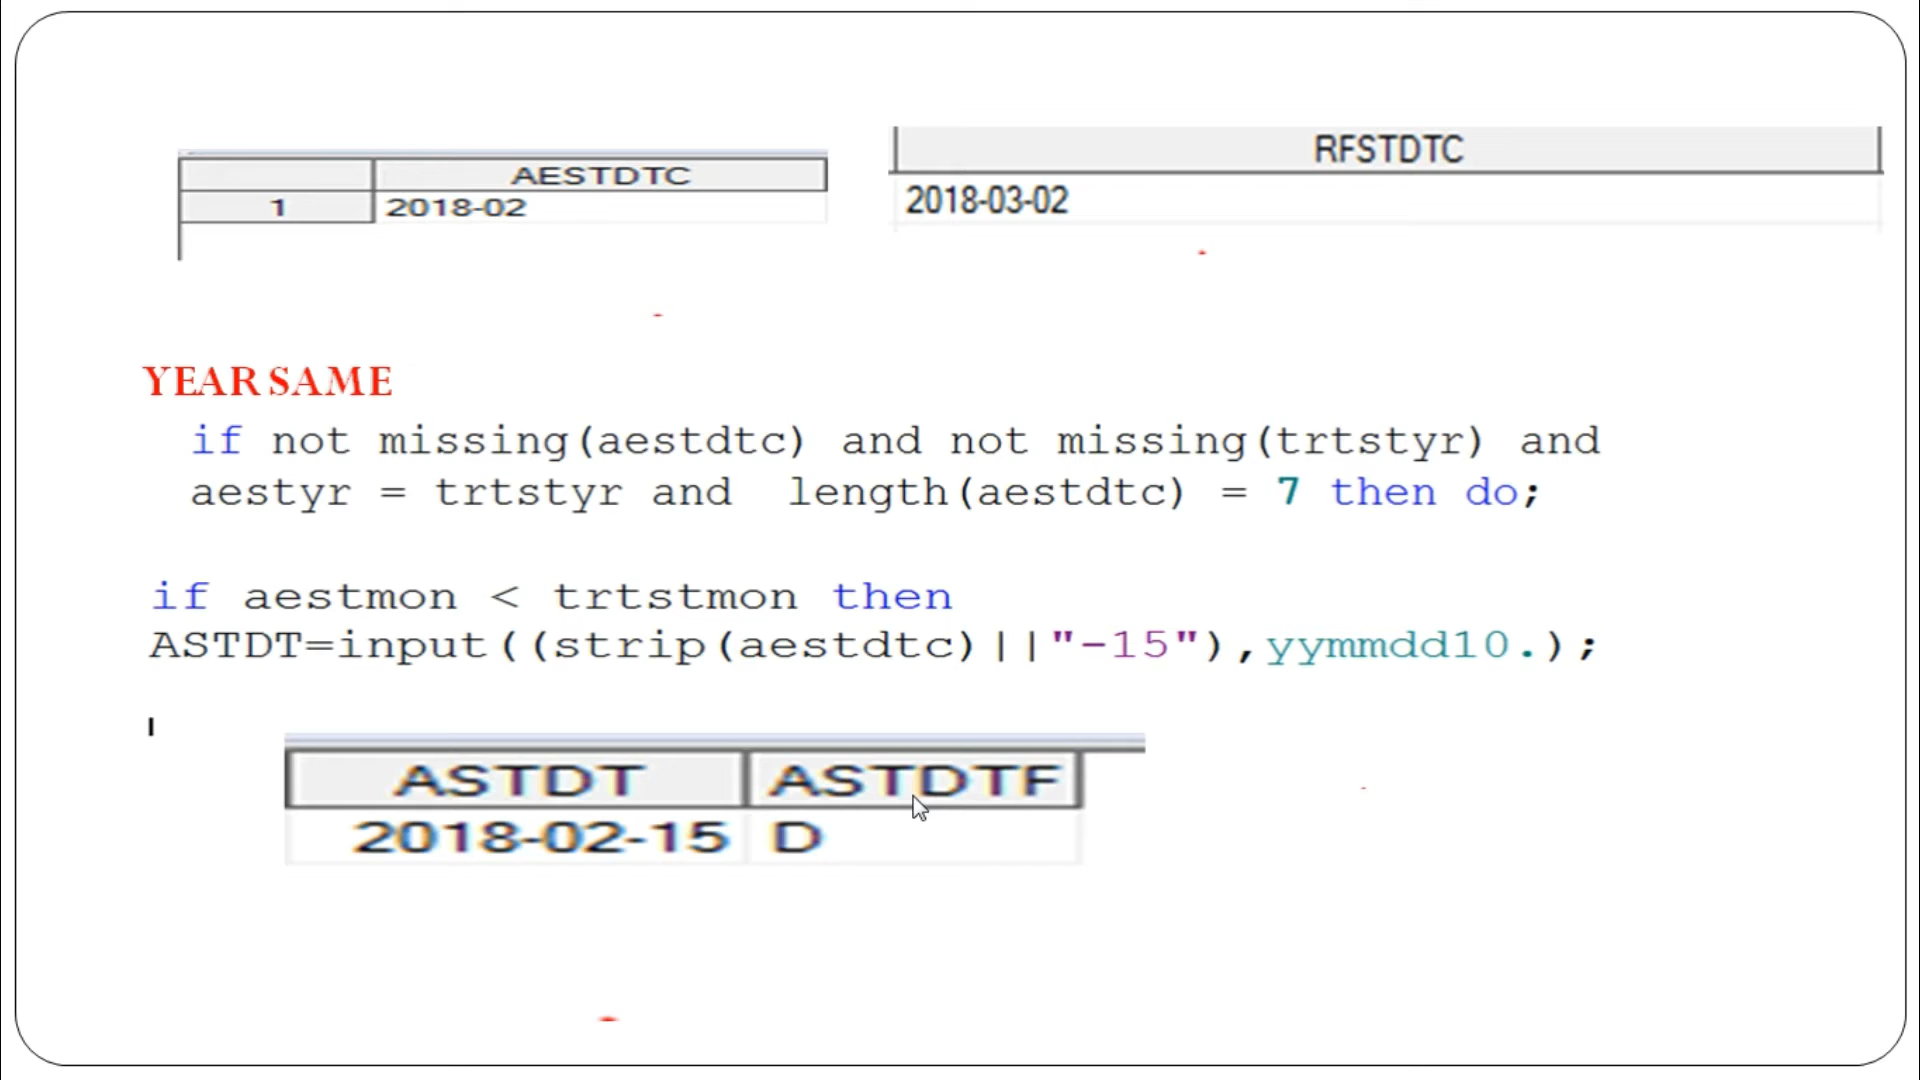 AESTDTC
1 2018-02
RFSTDTC
2018-03-02
YEAR SAME
if not missing(aestdtc) and not missing(trtstyr) and
aestyr = trtstyr and length(aestdtc) = 7 then do;
if aestmon < trtstmon then
ASTDT=input((strip(aestdtc)||"-15"),yymmdd10.);
ASTDT ASTDTF
2018-02-15 D